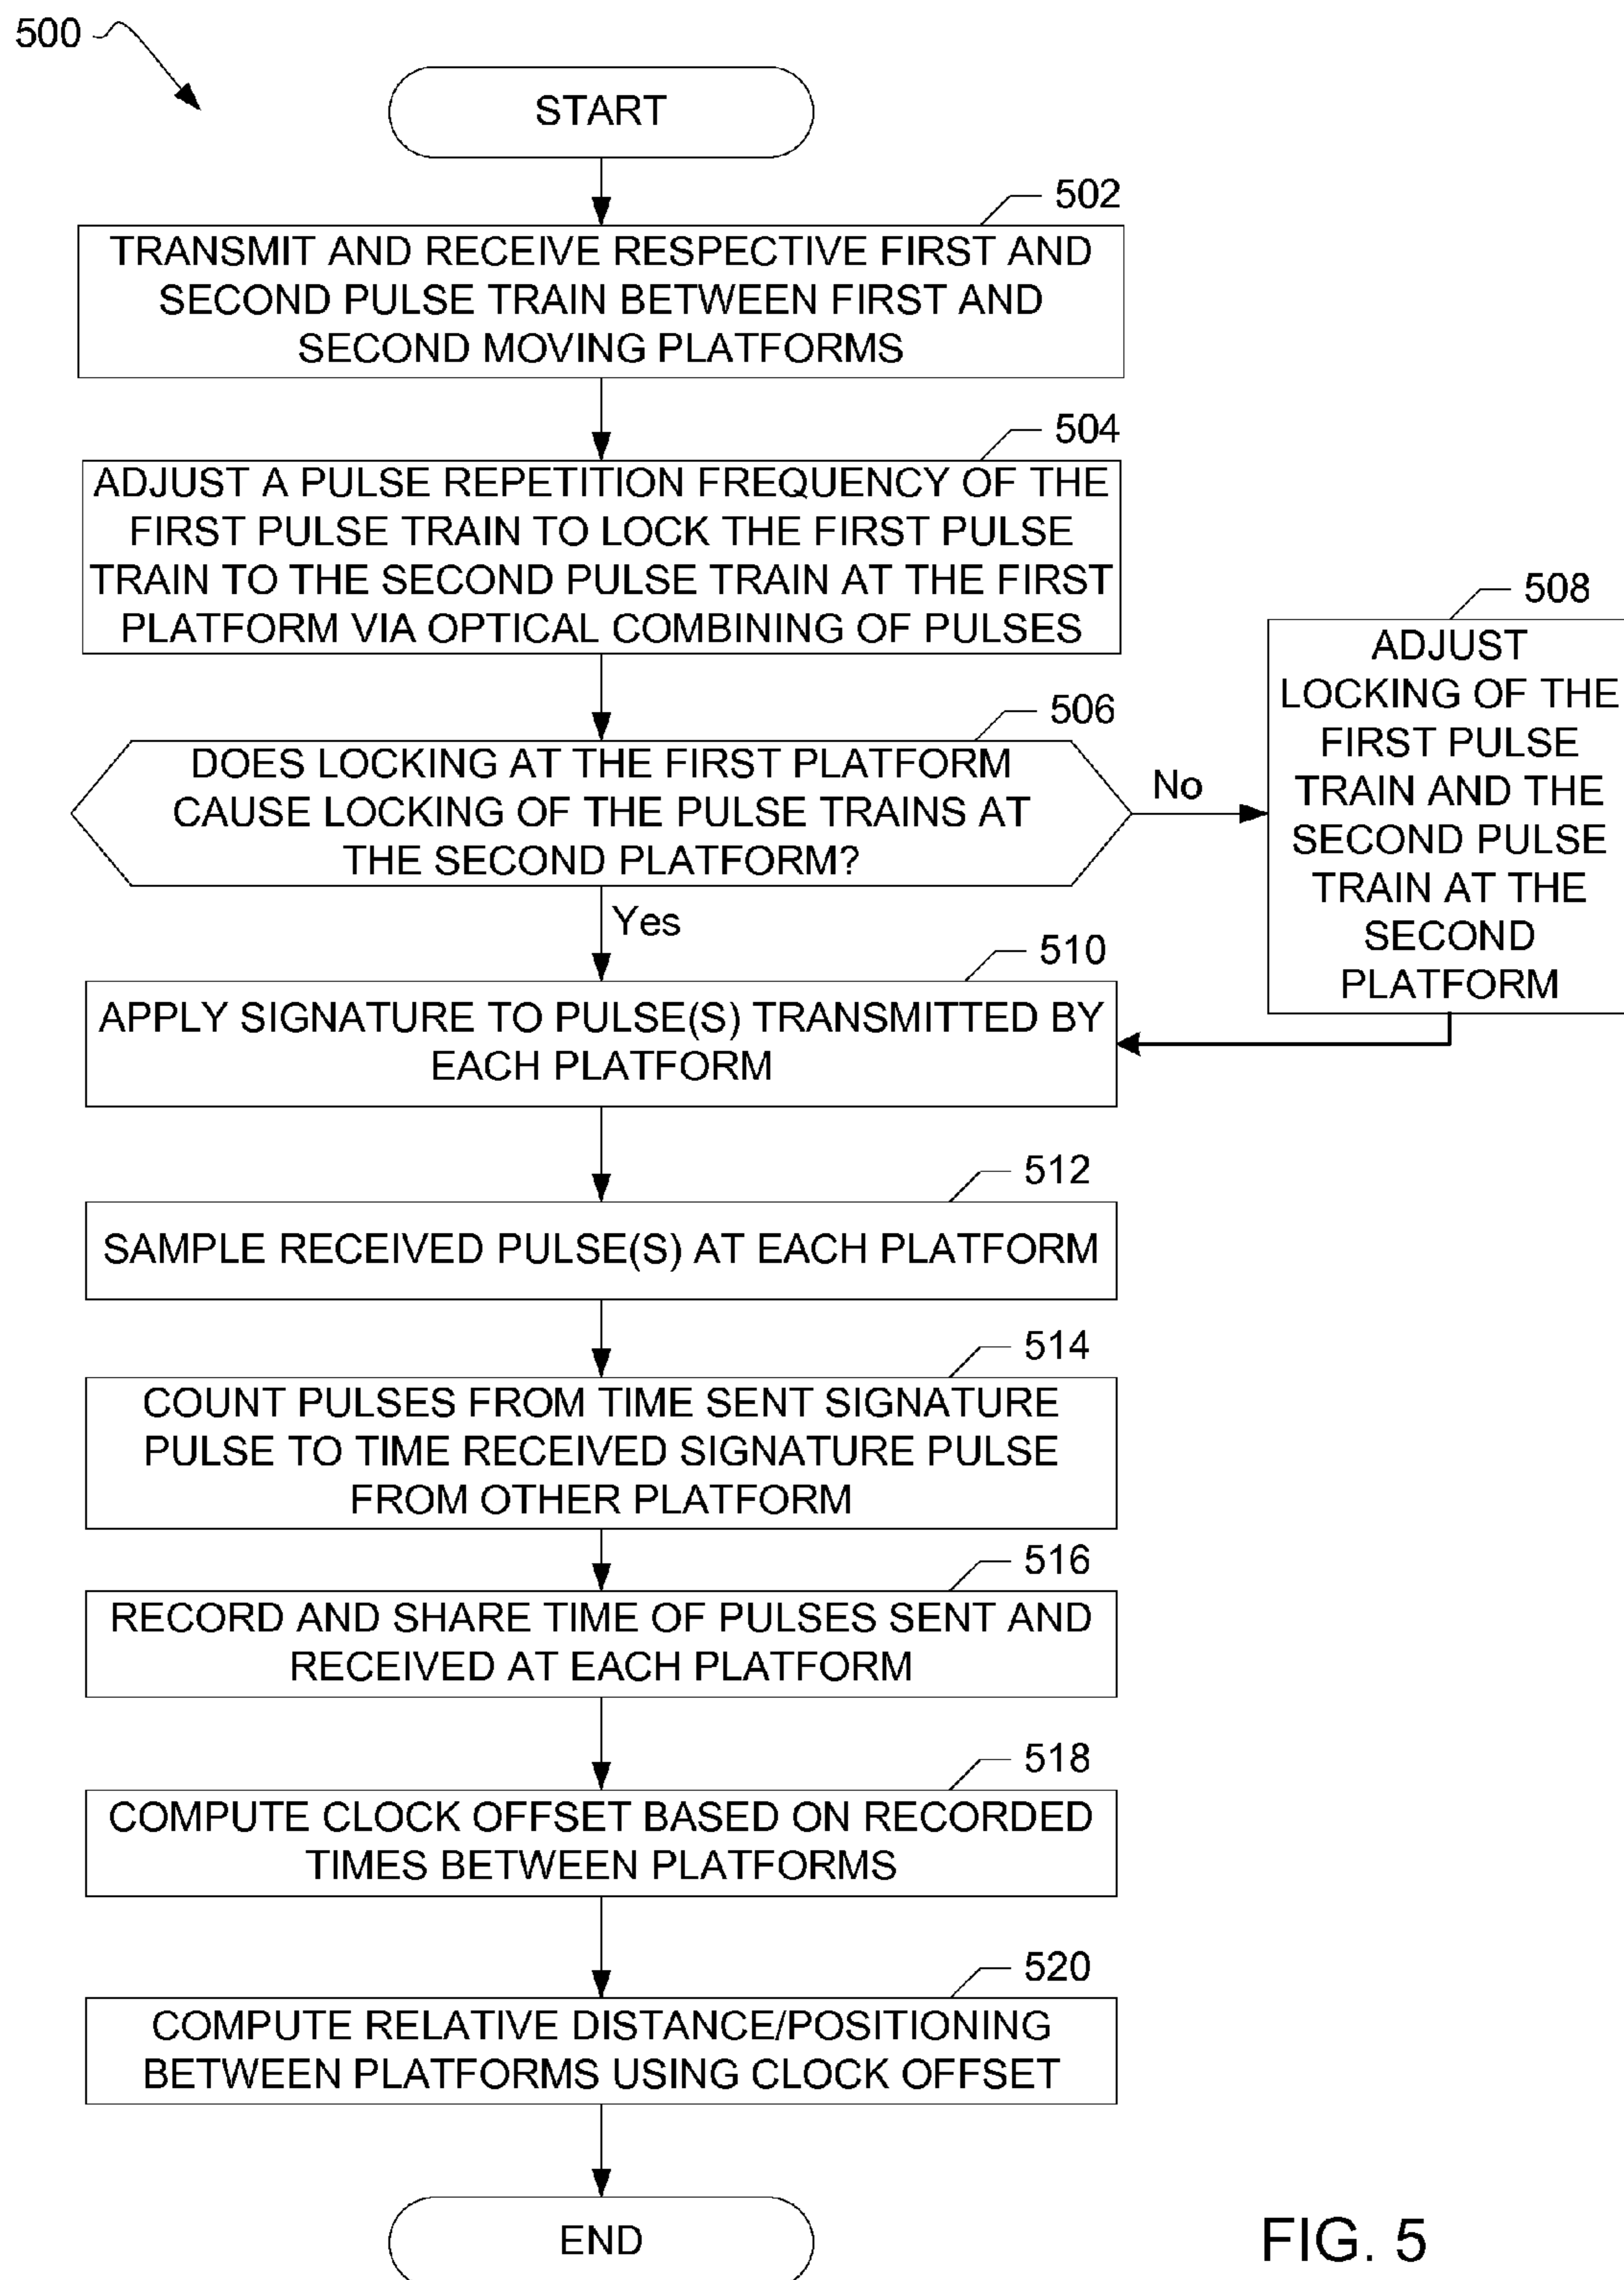 500
START
502
TRANSMIT AND RECEIVE RESPECTIVE FIRST AND
SECOND PULSE TRAIN BETWEEN FIRST AND
SECOND MOVING PLATFORMS
504
ADJUST A PULSE REPETITION FREQUENCY OF THE
FIRST PULSE TRAIN TO LOCK THE FIRST PULSE
TRAIN TO THE SECOND PULSE TRAIN AT THE FIRST
PLATFORM VIA OPTICAL COMBINING OF PULSES
506
DOES LOCKING AT THE FIRST PLATFORM
CAUSE LOCKING OF THE PULSE TRAINS AT
THE SECOND PLATFORM?
No
508
ADJUST
LOCKING OF THE
FIRST PULSE
TRAIN AND THE
SECOND PULSE
TRAIN AT THE
SECOND
PLATFORM
Yes
510
APPLY SIGNATURE TO PULSE(S) TRANSMITTED BY
EACH PLATFORM
512
SAMPLE RECEIVED PULSE(S) AT EACH PLATFORM
514
COUNT PULSES FROM TIME SENT SIGNATURE
PULSE TO TIME RECEIVED SIGNATURE PULSE
FROM OTHER PLATFORM
516
RECORD AND SHARE TIME OF PULSES SENT AND
RECEIVED AT EACH PLATFORM
518
COMPUTE CLOCK OFFSET BASED ON RECORDED
TIMES BETWEEN PLATFORMS
520
COMPUTE RELATIVE DISTANCE/POSITIONING
BETWEEN PLATFORMS USING CLOCK OFFSET
END
FIG. 5